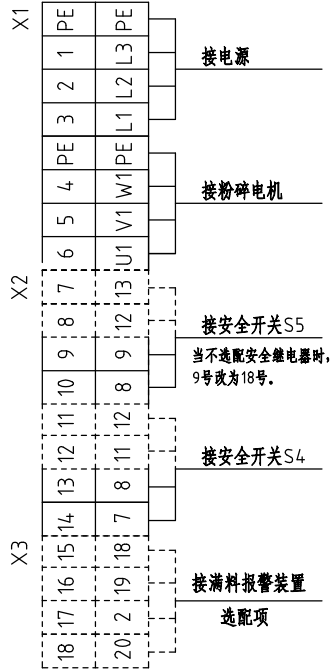 X1
PE PE
1 L3
2 L2
3 L1
接电源
PE PE
4 W1
5 V1
6 U1
接粉碎电机
X2
7 13
8 12
9 9
10 8
接安全开关S5
当不选配安全继电器时,
9号改为18号。
11 12
12 11
13 8
14 7
接安全开关S4
X3
15 18
16 19
17 2
18 20
接满料报警装置
选配项